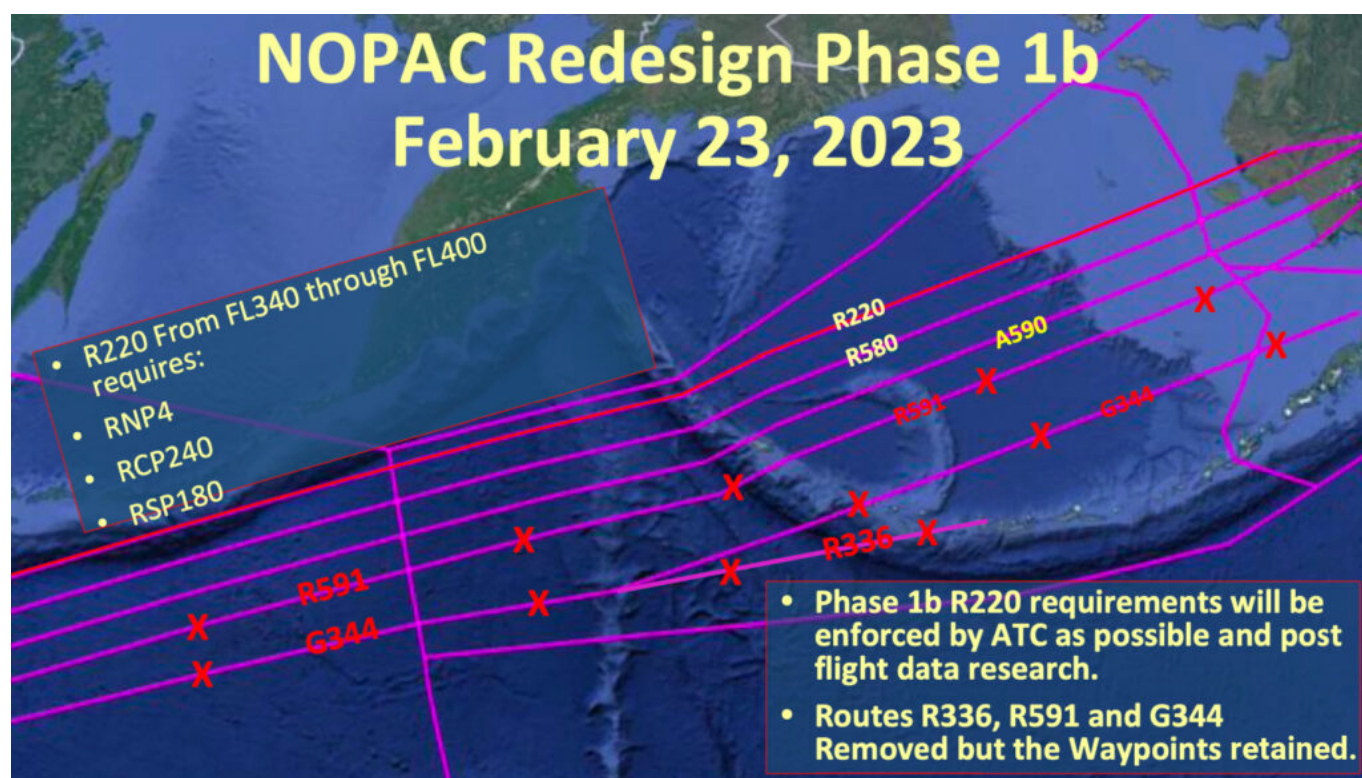 NOPAC Redesign Phase 1b
February 23, 2023
• R220 From FL340 through FL400
requires:
• RNP4
• RCP240
• RSP180
R220
R580
A590
R591
G344
R336
R591
G344
X
X
X
X
X
X
X
X
X
X
X
X
• Phase 1b R220 requirements will be
enforced by ATC as possible and post
flight data research.
• Routes R336, R591 and G344
Removed but the Waypoints retained.